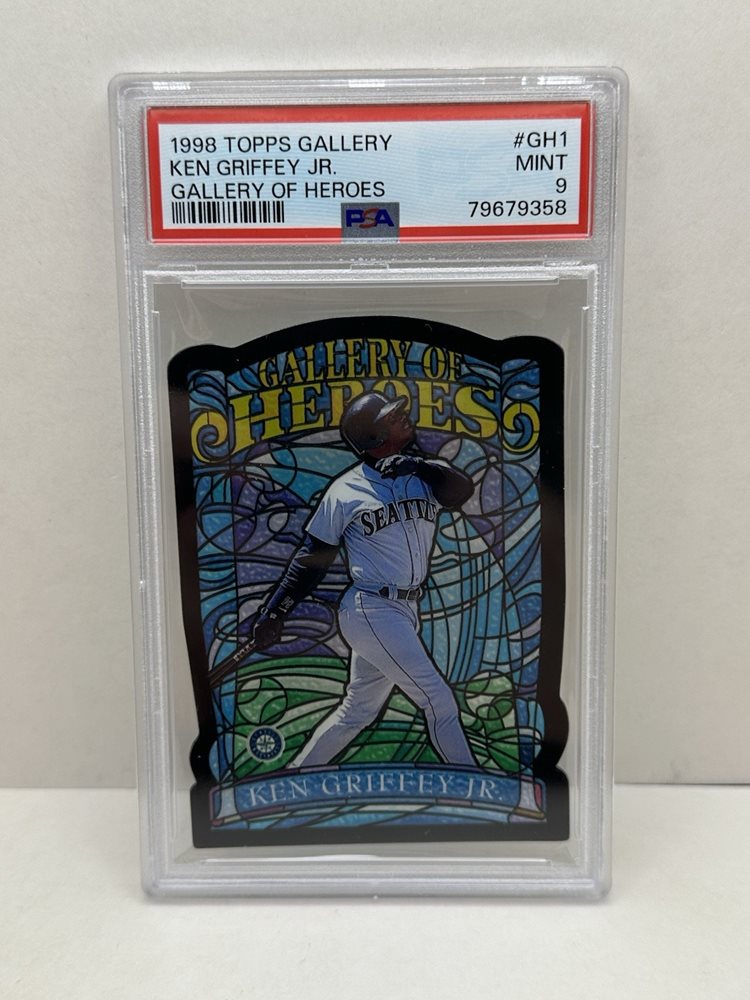 1998 TOPPS GALLERY #GH1
KEN GRIFFEY JR. MINT
GALLERY OF HEROES 9
PSA 79679358
GALLERY OF
HEROES
SEATTLE
KEN GRIFFEY JR.